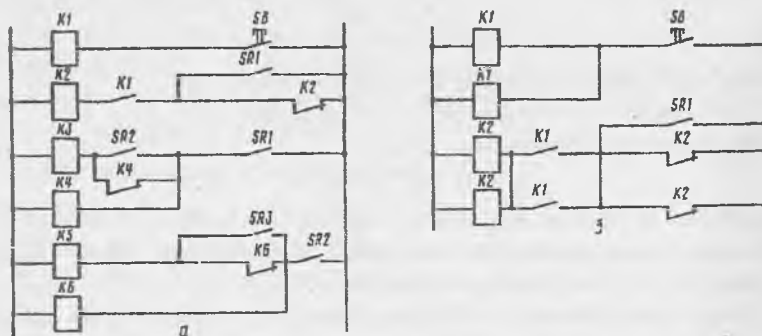 K1 SB
SR1
K2 K1 K2
K3 SR2 SR1
K4 K4
SR3
K5 K6 SR2
K6
a
K1 SB
K1
SR1
K2 K1 K2
K2 K1 K2